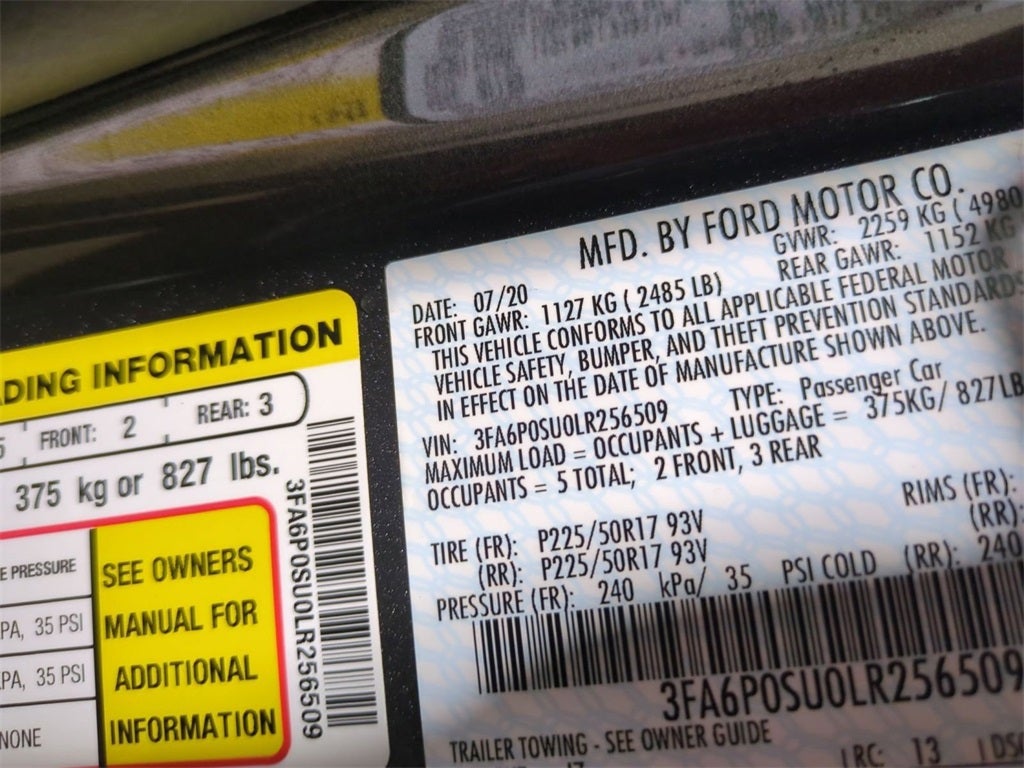 ADING INFORMATION
5 FRONT: 2 REAR: 3
375 kg or 827 lbs.
E PRESSURE
PA, 35 PSI
PA, 35 PSI
NONE
SEE OWNERS
MANUAL FOR
ADDITIONAL
INFORMATION
3FA6P0SU0LR256509
MFD. BY FORD MOTOR CO.
DATE: 07/20 GVWR: 2259 KG ( 4980
FRONT GAWR: 1127 KG ( 2485 LB) REAR GAWR: 1152 KG
THIS VEHICLE CONFORMS TO ALL APPLICABLE FEDERAL MOTOR
VEHICLE SAFETY, BUMPER, AND THEFT PREVENTION STANDARDS
IN EFFECT ON THE DATE OF MANUFACTURE SHOWN ABOVE.
VIN: 3FA6P0SU0LR256509 TYPE: Passenger Car
MAXIMUM LOAD = OCCUPANTS + LUGGAGE = 375KG/ 827LB
OCCUPANTS = 5 TOTAL; 2 FRONT, 3 REAR
TIRE (FR): P225/50R17 93V RIMS (FR):
(RR): P225/50R17 93V (RR):
PRESSURE (FR): 240 kPa/ 35 PSI COLD (RR): 240
3FA6P0SU0LR256509
TRAILER TOWING - SEE OWNER GUIDE
RC: 13 DSO